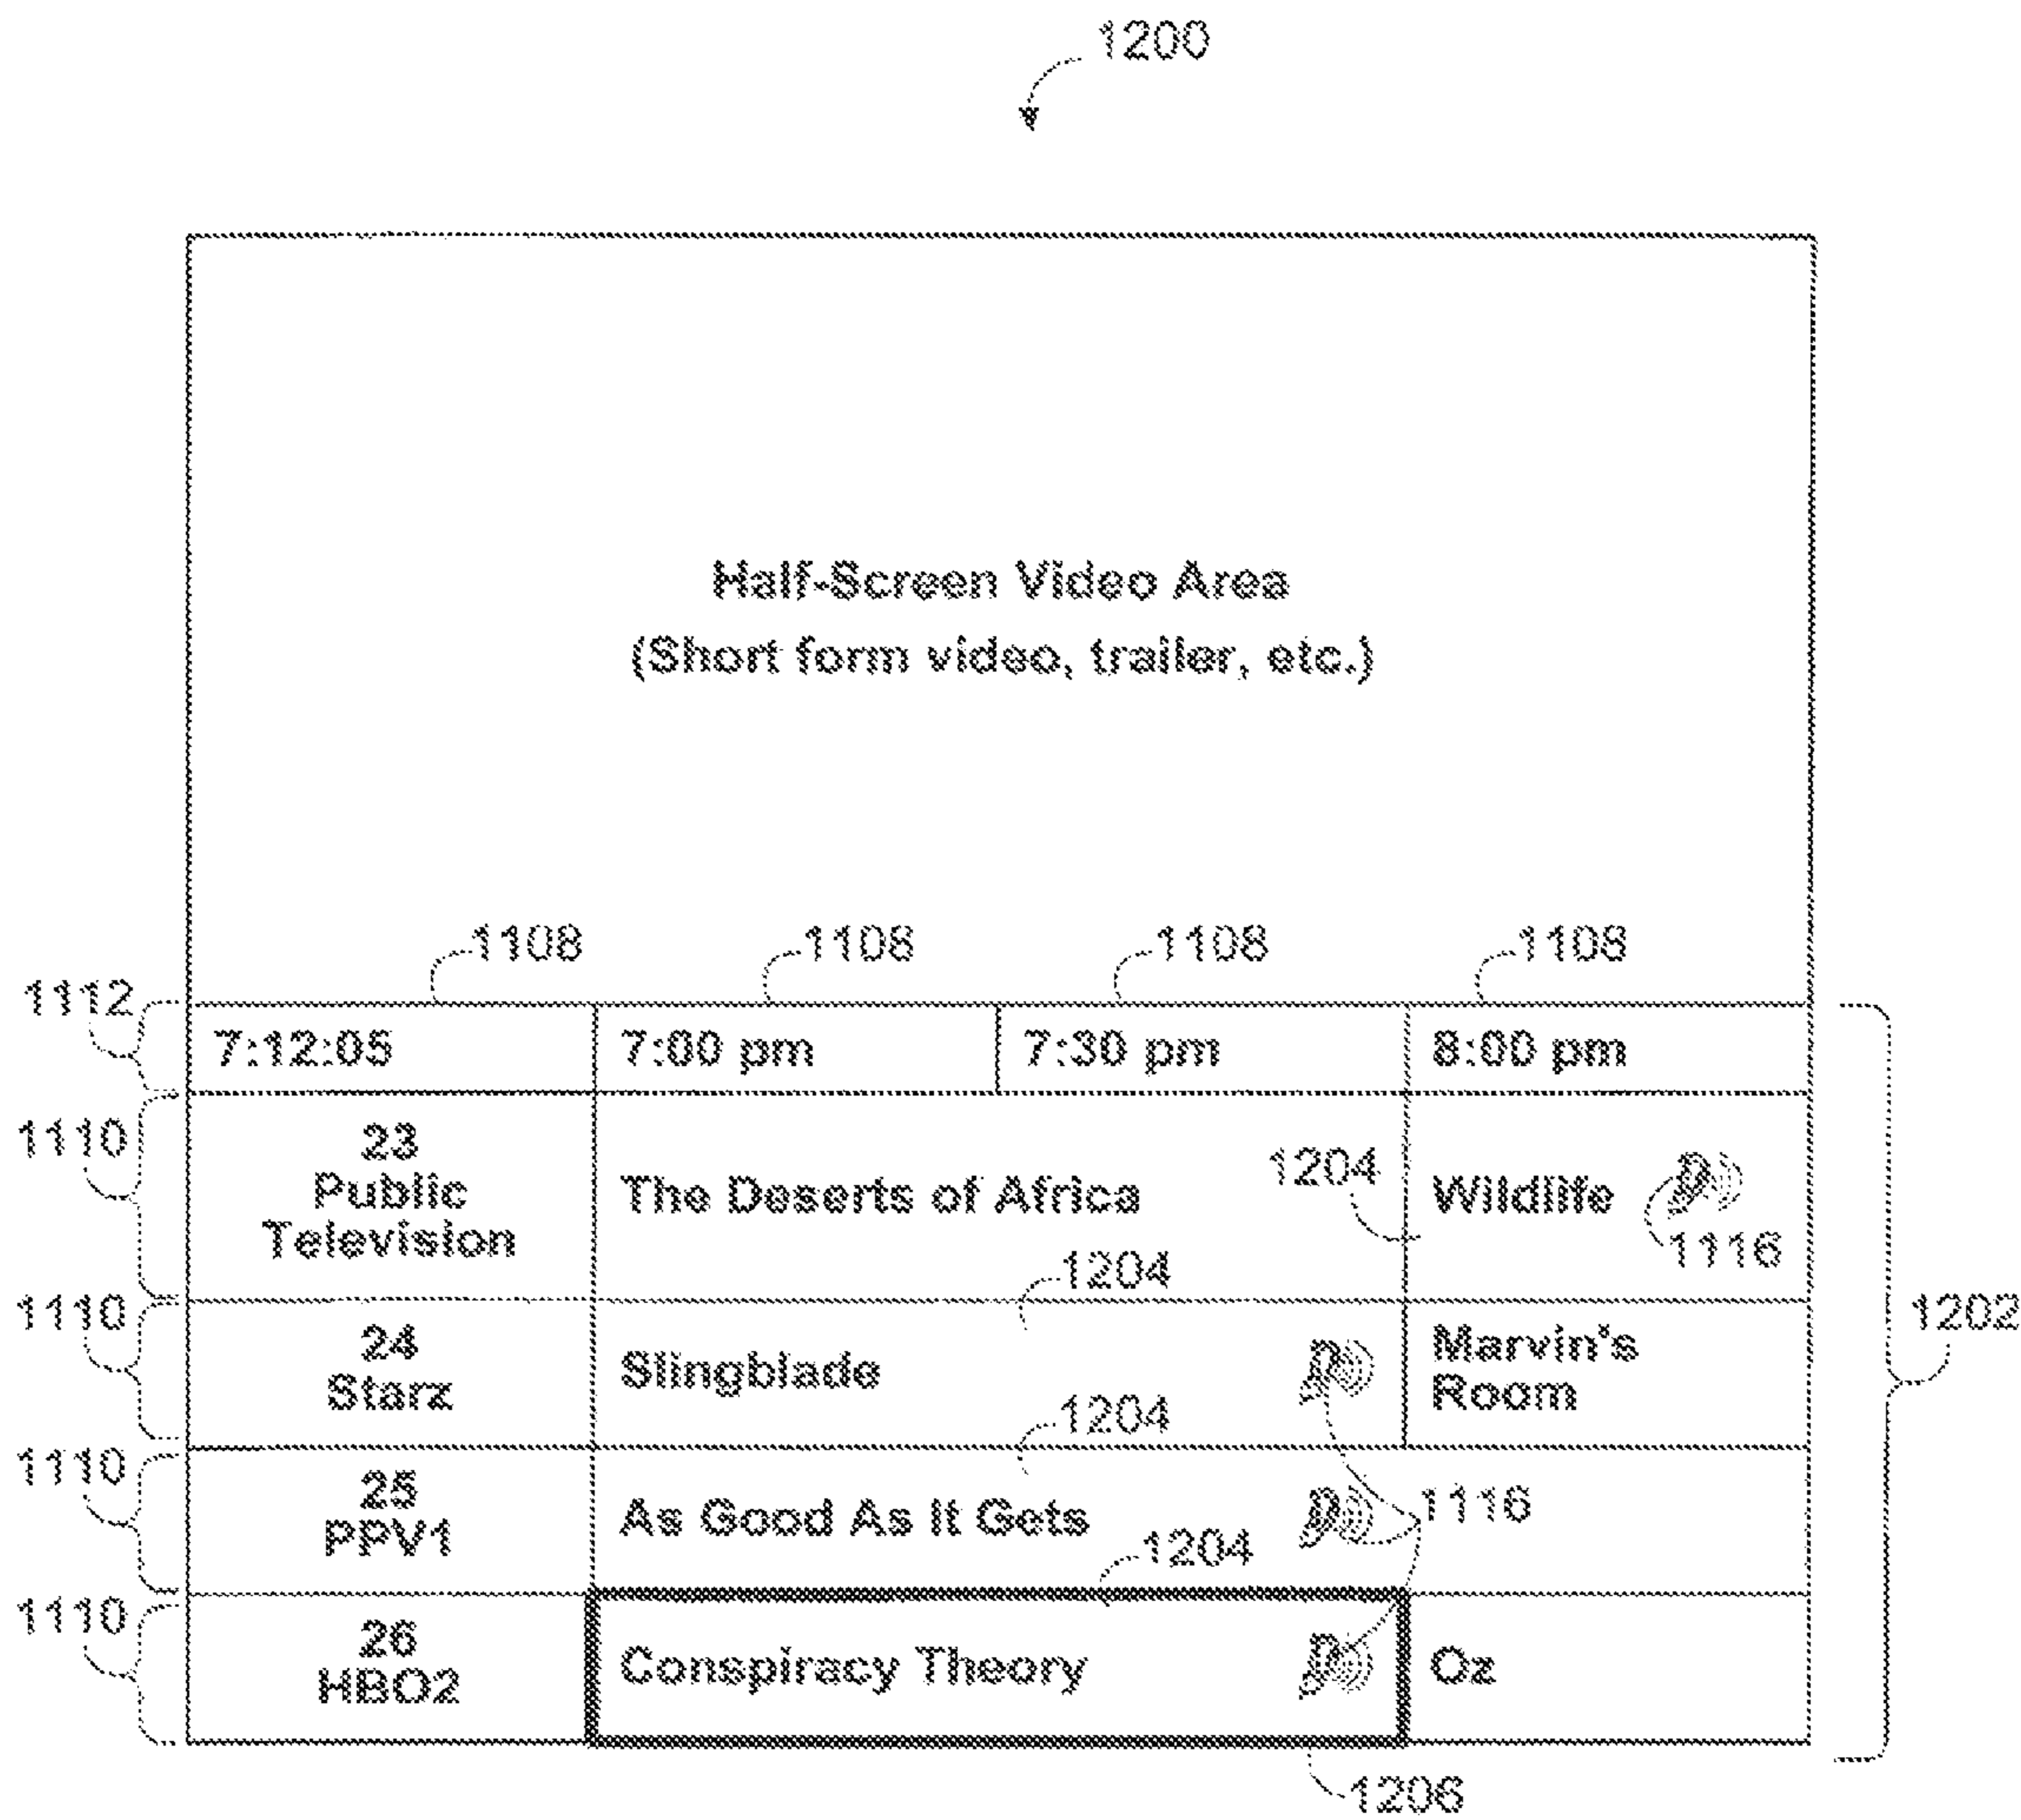 1200
Half-Screen Video Area
(Short form video, trailer, etc.)
1108 1108 1108 1108
1112
7:12:05 7:00 pm 7:30 pm 8:00 pm
1110
23
Public
Television
The Deserts of Africa
1204
Wildlife
1116
1204
1110
24
Starz
Slingblade
Marvin's
Room
1202
1204
1110
25
PPV1
As Good As It Gets
1116
1204
1110
26
HBO2
Conspiracy Theory
Oz
1206